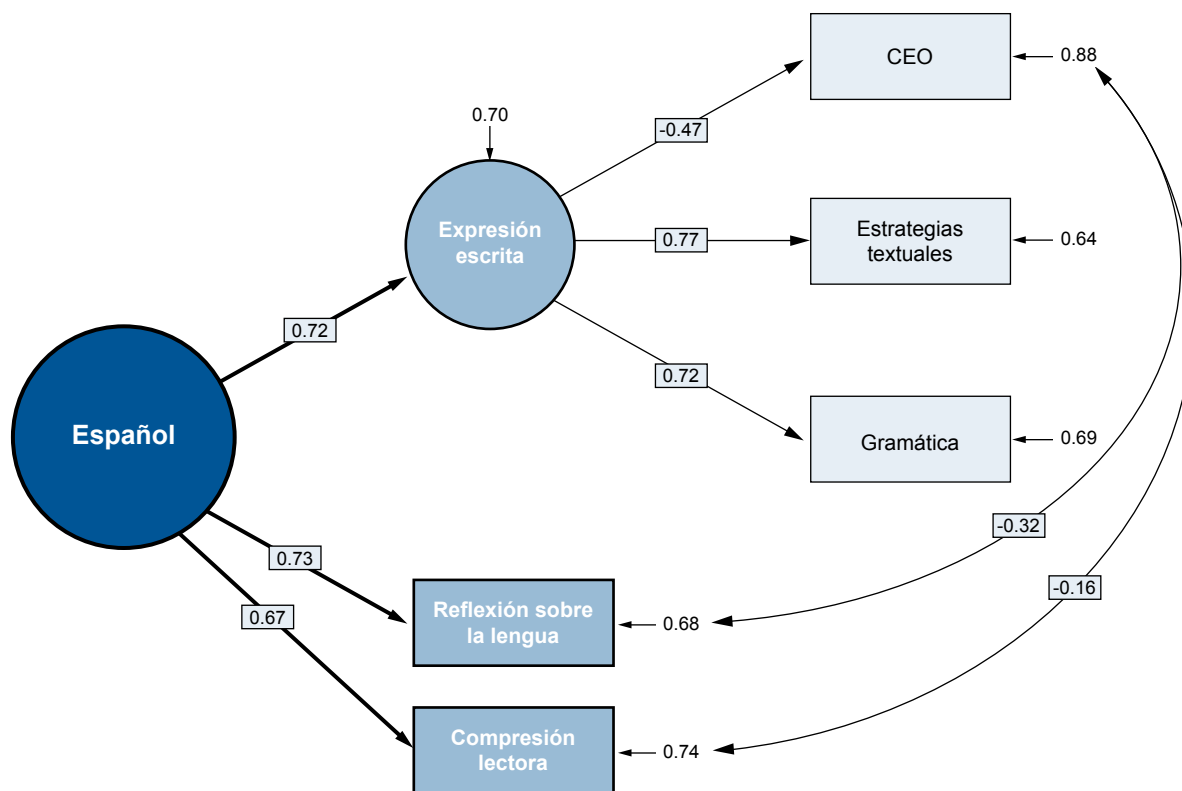 CEO
0.88
0.70
-0.47
Expresión
escrita
0.77
Estrategias
textuales
0.64
0.72
0.72
Gramática
0.69
Español
-0.32
0.73
Reflexión sobre
la lengua
0.68
-0.16
0.67
Compresión
lectora
0.74